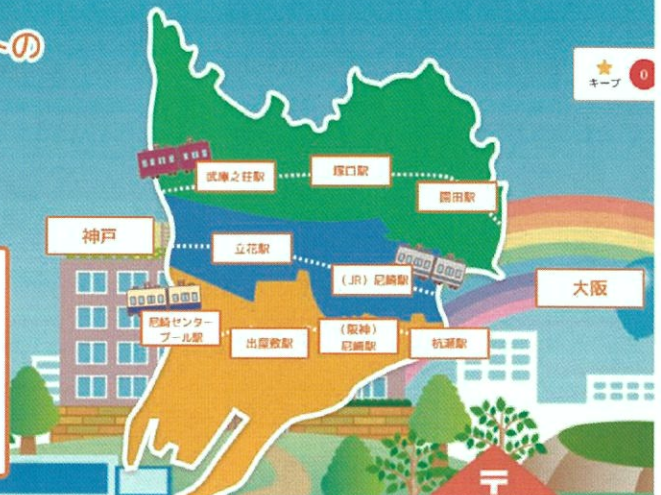 トの
キープ
0
武庫之荘駅
塚口駅
園田駅
神戸
立花駅
(JR) 尼崎駅
大阪
尼崎センター
プール駅
出屋敷駅
(阪神)
尼崎駅
杭瀬駅
〒